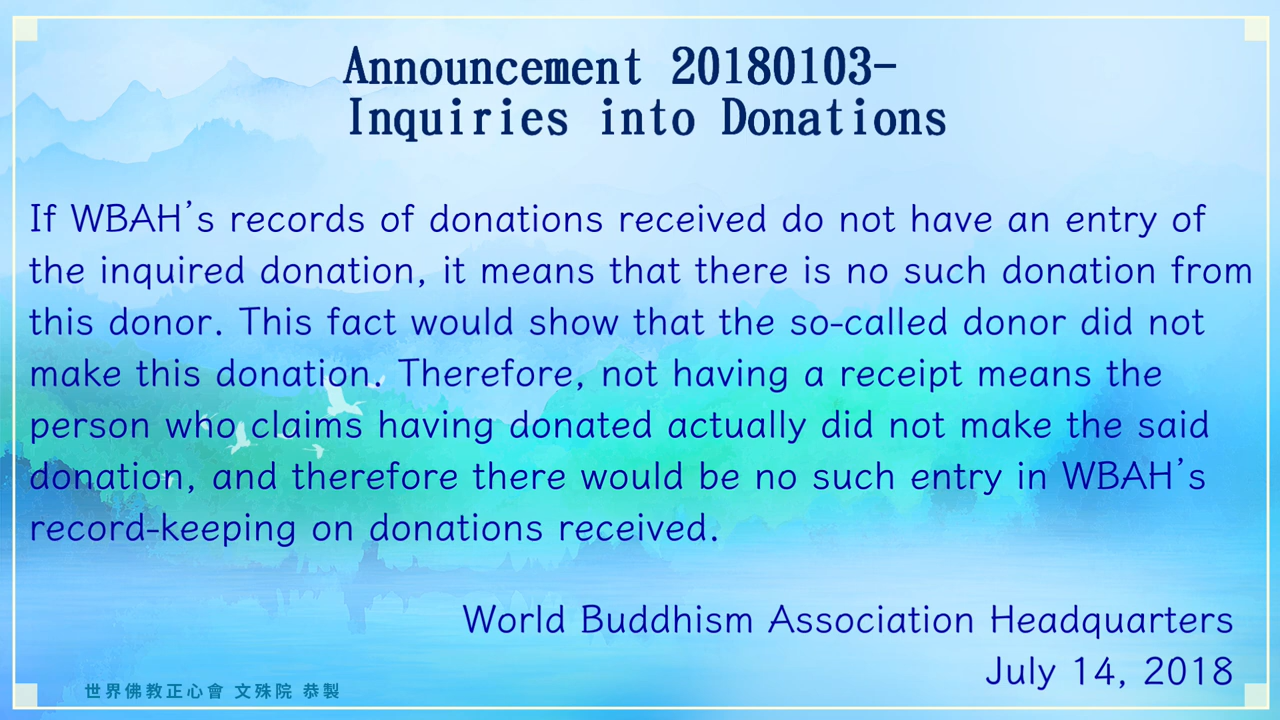 Announcement 20180103-
Inquiries into Donations
If WBAH’s records of donations received do not have an entry of
the inquired donation, it means that there is no such donation from
this donor. This fact would show that the so-called donor did not
make this donation. Therefore, not having a receipt means the
person who claims having donated actually did not make the said
donation, and therefore there would be no such entry in WBAH’s
record-keeping on donations received.
World Buddhism Association Headquarters
July 14, 2018
世界佛教正心會 文殊院 恭製